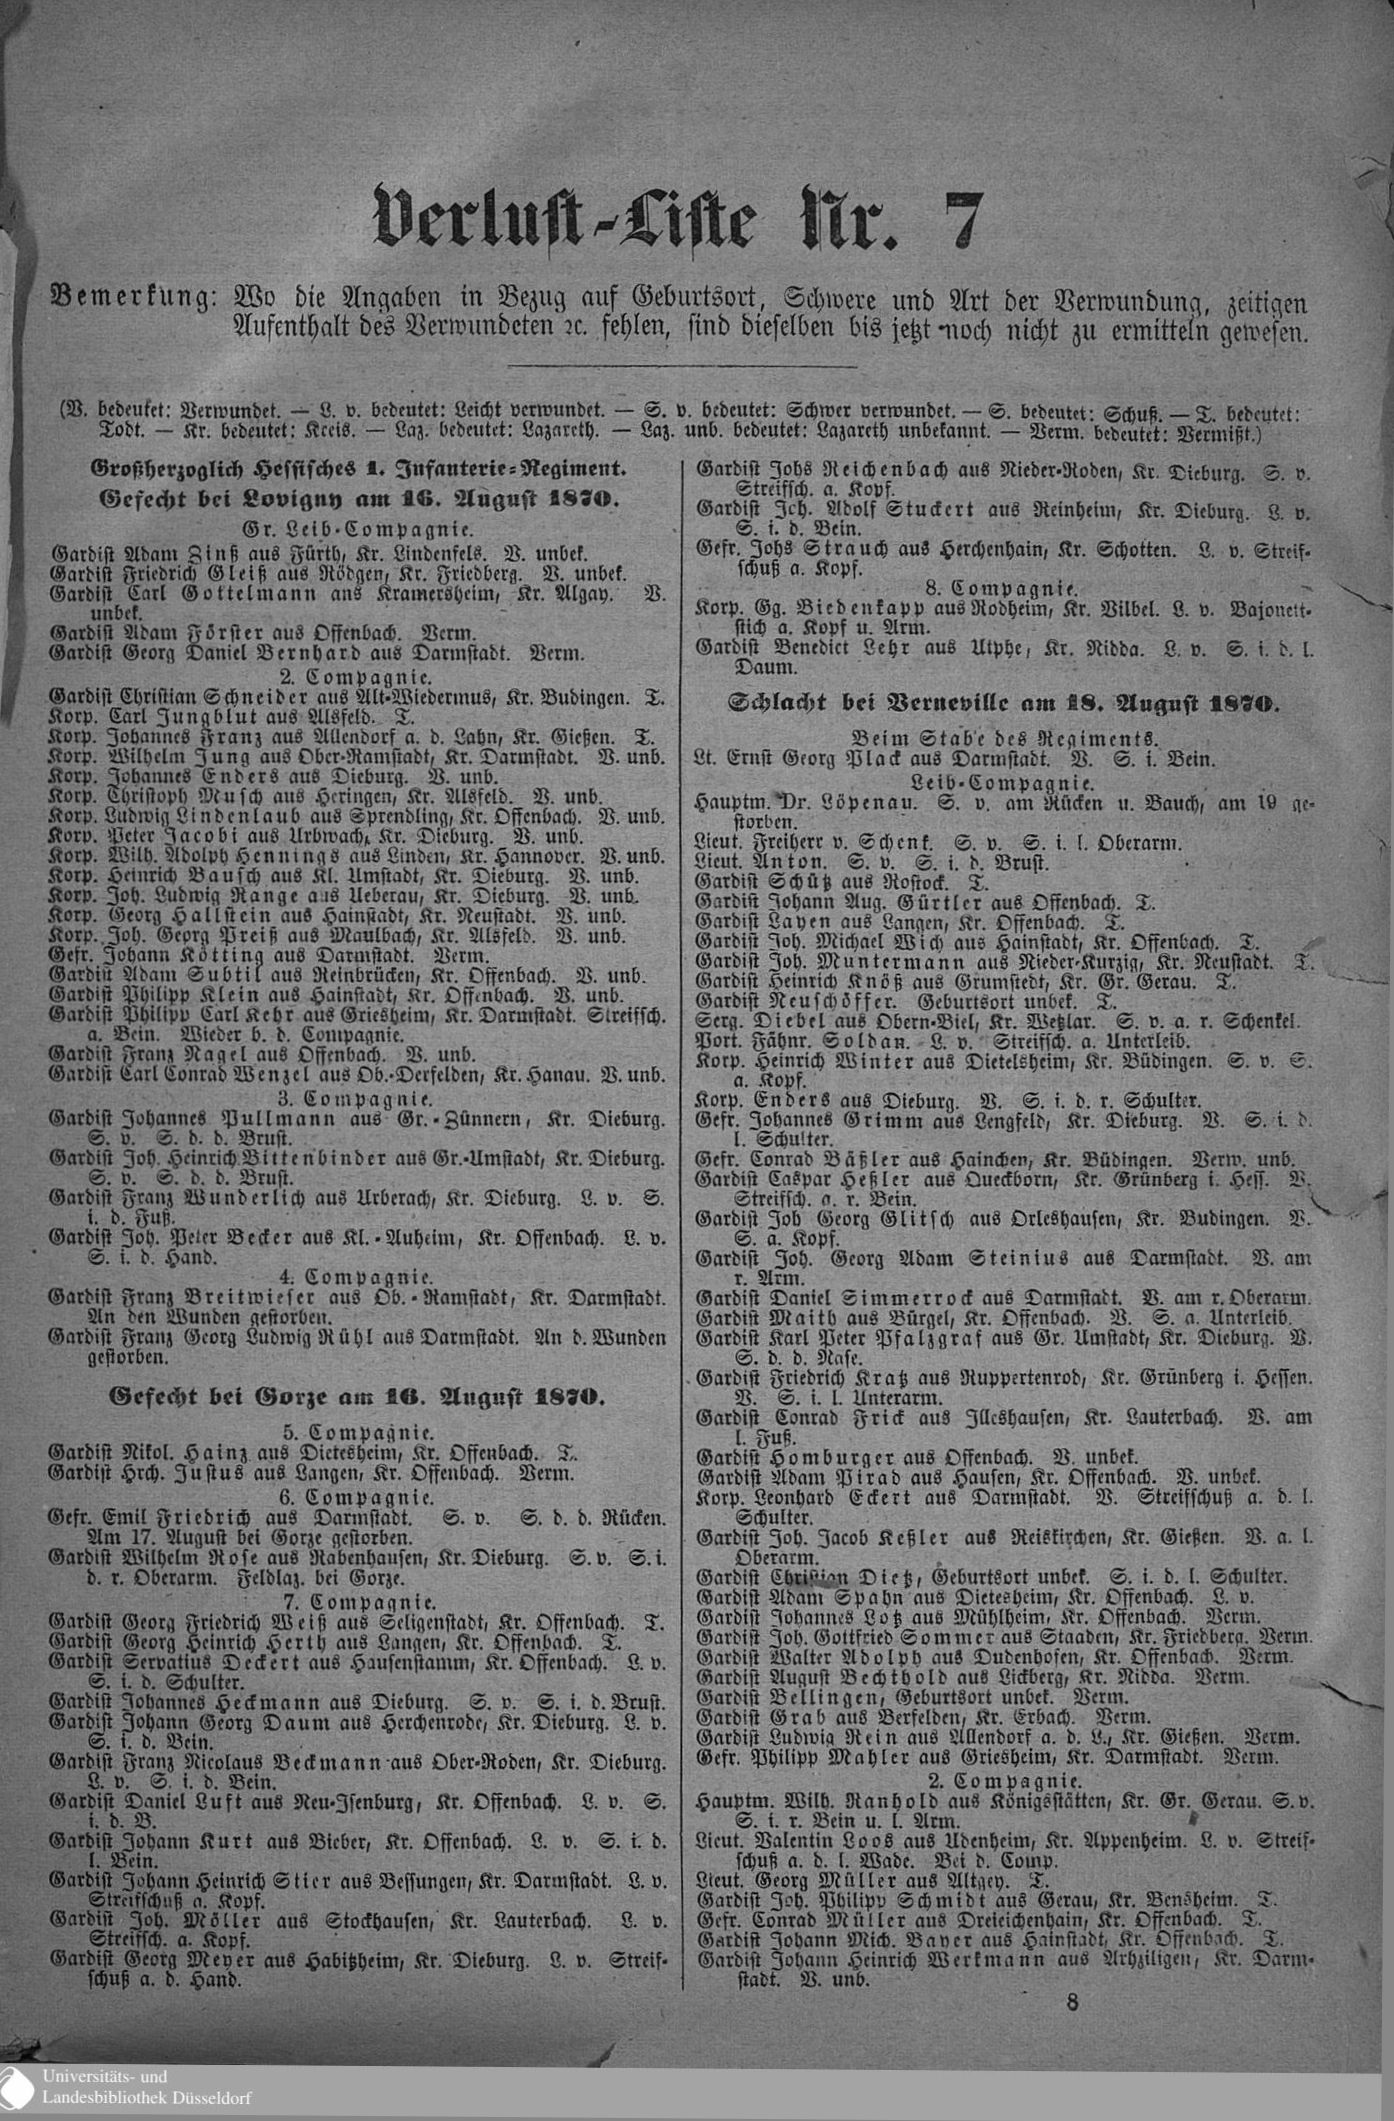 Verlust-Liste Nr. 7
Bemerkung: Wo die Angaben in Bezug auf Geburtsort, Schwere und Art der Verwundung, zeitigen
Aufenthalt des Verwundeten ꝛc. fehlen, sind dieselben bis jetzt noch nicht zu ermitteln gewesen.
(V. bedeutet: Verwundet. — L. v. bedeutet: Leicht verwundet. — S. v. bedeutet: Schwer verwundet. — S. bedeutet: Schuß. — T. bedeutet:
Todt. — Kr. bedeutet: Kreis. — Laz. bedeutet: Lazareth. — Laz. unb. bedeutet: Lazareth unbekannt. — Verm. bedeutet: Vermißt.)
Großherzoglich Hessisches 1. Infanterie-Regiment.
Gefecht bei Lovigny am 16. August 1870.
Gr. Leib-Compagnie.
Gardist Adam Zinß aus Fürth, Kr. Lindenfels. V. unbek.
Gardist Friedrich Gleiß aus Rödgen, Kr. Friedberg. V. unbek.
Gardist Carl Gottelmann aus Kramersheim, Kr. Algay. V.
unbek.
Gardist Adam Förster aus Offenbach. Verm.
Gardist Georg Daniel Bernhard aus Darmstadt. Verm.
2. Compagnie.
Gardist Christian Schneider aus Alt-Wiedermus, Kr. Budingen. T.
Korp. Carl Jungblut aus Alsfeld. T.
Korp. Johannes Franz aus Allendorf a. d. Lahn, Kr. Gießen. T.
Korp. Wilhelm Jung aus Ober-Ramstadt, Kr. Darmstadt. V. unb.
Korp. Johannes Enders aus Dieburg. V. unb.
Korp. Christoph Musch aus Heringen, Kr. Alsfeld. V. unb.
Korp. Ludwig Lindenlaub aus Sprendling, Kr. Offenbach. V. unb.
Korp. Peter Jacobi aus Urbwach, Kr. Dieburg. V. unb.
Korp. Wilh. Adolph Hennings aus Linden, Kr. Hannover. V. unb.
Korp. Heinrich Bausch aus Kl. Umstadt, Kr. Dieburg. V. unb.
Korp. Joh. Ludwig Range aus Ueberau, Kr. Dieburg. V. unb.
Korp. Georg Hallstein aus Hainstadt, Kr. Neustadt. V. unb.
Korp. Joh. Georg Preiß aus Maulbach, Kr. Alsfeld. V. unb.
Gefr. Johann Kötting aus Darmstadt. Verm.
Gardist Adam Subtil aus Reinbrücken, Kr. Offenbach. V. unb.
Gardist Philipp Klein aus Hainstadt, Kr. Offenbach. V. unb.
Gardist Philipp Carl Kehr aus Griesheim, Kr. Darmstadt. Streifsch.
a. Bein. Wieder b. d. Compagnie.
Gardist Franz Nagel aus Offenbach. V. unb.
Gardist Carl Conrad Wenzel aus Ob.-Derfelden, Kr. Hanau. V. unb.
3. Compagnie.
Gardist Johannes Pullmann aus Gr.-Zünnern, Kr. Dieburg.
S. v. S. d. d. Brust.
Gardist Joh. Heinrich Bittenbinder aus Gr.-Umstadt, Kr. Dieburg.
S. v. S. d. d. Brust.
Gardist Franz Wunderlich aus Urberach, Kr. Dieburg. L. v. S.
i. d. Fuß.
Gardist Joh. Peter Becker aus Kl.-Auheim, Kr. Offenbach. L. v.
S. i. d. Hand.
4. Compagnie.
Gardist Franz Breitwieser aus Ob.-Ramstadt, Kr. Darmstadt.
An den Wunden gestorben.
Gardist Franz Georg Ludwig Rühl aus Darmstadt. An d. Wunden
gestorben.
Gefecht bei Gorze am 16. August 1870.
5. Compagnie.
Gardist Nikol. Hainz aus Dietesheim, Kr. Offenbach. T.
Gardist Hrch. Justus aus Langen, Kr. Offenbach. Verm.
6. Compagnie.
Gefr. Emil Friedrich aus Darmstadt. S. v. S. d. d. Rücken.
Am 17. August bei Gorze gestorben.
Gardist Wilhelm Rose aus Rabenhausen, Kr. Dieburg. S. v. S. i.
d. r. Oberarm. Feldlaz. bei Gorze.
7. Compagnie.
Gardist Georg Friedrich Weiß aus Seligenstadt, Kr. Offenbach. T.
Gardist Georg Heinrich Herth aus Langen, Kr. Offenbach. T.
Gardist Servatius Deckert aus Hausenstamm, Kr. Offenbach. L. v.
S. i. d. Schulter.
Gardist Johannes Heckmann aus Dieburg. S. v. S. i. d. Brust.
Gardist Johann Georg Daum aus Herchenrode, Kr. Dieburg. L. v.
S. i. d. Bein.
Gardist Franz Nicolaus Beckmann aus Ober-Roden, Kr. Dieburg.
L. v. S. i. d. Bein.
Gardist Daniel Luft aus Neu-Isenburg, Kr. Offenbach. L. v. S.
i. d. B.
Gardist Johann Kurt aus Bieber, Kr. Offenbach. L. v. S. i. d.
l. Bein.
Gardist Johann Heinrich Stier aus Bessungen, Kr. Darmstadt. L. v.
Streifschuß a. Kopf.
Gardist Joh. Möller aus Stockhausen, Kr. Lauterbach. L. v.
Streifsch. a. Kopf.
Gardist Georg Meyer aus Habitzheim, Kr. Dieburg. L. v. Streif-
schuß a. d. Hand.
Gardist Johs Reichenbach aus Nieder-Roden, Kr. Dieburg. S. v.
Streifsch. a. Kopf.
Gardist Joh. Adolf Stuckert aus Reinheim, Kr. Dieburg. L. v.
S. i. d. Bein.
Gefr. Johs Strauch aus Herchenhain, Kr. Schotten. L. v. Streif-
schuß a. Kopf.
8. Compagnie.
Korp. Gg. Biedenkapp aus Rodheim, Kr. Vilbel. L. v. Bajonett-
stich a. Kopf u. Arm.
Gardist Benedict Lehr aus Utphe, Kr. Nidda. L. v. S. i. d. l.
Daum.
Schlacht bei Verneville am 18. August 1870.
Beim Stabe des Regiments.
Lt. Ernst Georg Plack aus Darmstadt. V. S. i. Bein.
Leib-Compagnie.
Hauptm. Dr. Löpenau. S. v. am Rücken u. Bauch, am 19 ge-
storben.
Lieut. Freiherr v. Schenk. S. v. S. i. l. Oberarm.
Lieut. Anton. S. v. S. i. d. Brust.
Gardist Schütz aus Rostock. T.
Gardist Johann Aug. Gürtler aus Offenbach. T.
Gardist Layen aus Langen, Kr. Offenbach. T.
Gardist Joh. Michael Wich aus Hainstadt, Kr. Offenbach. T.
Gardist Joh. Muntermann aus Nieder-Kurzig, Kr. Neustadt. T.
Gardist Heinrich Knöß aus Grumstedt, Kr. Gr. Gerau. T.
Gardist Neuschöffer. Geburtsort unbek. T.
Serg. Diebel aus Obern-Biel, Kr. Wetzlar. S. v. a. r. Schenkel.
Port. Fähnr. Soldan. L. v. Streifsch. a. Unterleib.
Korp. Heinrich Winter aus Dietelsheim, Kr. Büdingen. S. v. S.
a. Kopf.
Korp. Enders aus Dieburg. V. S. i. d. r. Schulter.
Gefr. Johannes Grimm aus Lengfeld, Kr. Dieburg. V. S. i. d.
l. Schulter.
Gefr. Conrad Bäßler aus Hainchen, Kr. Büdingen. Verw. unb.
Gardist Caspar Heßler aus Queckborn, Kr. Grünberg i. Hess. V.
Streifsch. a. r. Bein.
Gardist Joh Georg Glitsch aus Orleshausen, Kr. Budingen. V.
S. a. Kopf.
Gardist Joh. Georg Adam Steinius aus Darmstadt. V. am
r. Arm.
Gardist Daniel Simmerrock aus Darmstadt. V. am r. Oberarm.
Gardist Maith aus Bürgel, Kr. Offenbach. V. S. a. Unterleib.
Gardist Karl Peter Pfalzgraf aus Gr. Umstadt, Kr. Dieburg. V.
S. d. d. Nase.
Gardist Friedrich Kratz aus Ruppertenrod, Kr. Grünberg i. Hessen.
V. S. i. l. Unterarm.
Gardist Conrad Frick aus Illeshausen, Kr. Lauterbach. V. am
l. Fuß.
Gardist Homburger aus Offenbach. V. unbek.
Gardist Adam Pirad aus Hausen, Kr. Offenbach. V. unbek.
Korp. Leonhard Eckert aus Darmstadt. V. Streifschuß a. d. l.
Schulter.
Gardist Joh. Jacob Keßler aus Reiskirchen, Kr. Gießen. V. a. l.
Oberarm.
Gardist Christian Dietz, Geburtsort unbek. S. i. d. l. Schulter.
Gardist Adam Spahn aus Dietesheim, Kr. Offenbach. L. v.
Gardist Johannes Lotz aus Mühlheim, Kr. Offenbach. Verm.
Gardist Joh. Gottfried Sommer aus Staaden, Kr. Friedberg. Verm.
Gardist Walter Adolph aus Dudenhofen, Kr. Offenbach. Verm.
Gardist August Bechthold aus Lickberg, Kr. Nidda. Verm.
Gardist Bellingen, Geburtsort unbek. Verm.
Gardist Grab aus Berfelden, Kr. Erbach. Verm.
Gardist Ludwig Rein aus Allendorf a. d. L., Kr. Gießen. Verm.
Gefr. Philipp Mahler aus Griesheim, Kr. Darmstadt. Verm.
2. Compagnie.
Hauptm. Wilh. Ranhold aus Königsstätten, Kr. Gr. Gerau. S. v.
S. i. r. Bein u. l. Arm.
Lieut. Valentin Loos aus Udenheim, Kr. Appenheim. L. v. Streif-
schuß a. d. l. Wade. Bei d. Comp.
Lieut. Georg Müller aus Altgey. T.
Gardist Joh. Philipp Schmidt aus Gerau, Kr. Bensheim. T.
Gefr. Conrad Müller aus Dreieichenhain, Kr. Offenbach. T.
Gardist Johann Mich. Bayer aus Hainstadt, Kr. Offenbach. T.
Gardist Johann Heinrich Werkmann aus Arhziligen, Kr. Darm-
stadt. V. unb.
8
Universitäts- und
Landesbibliothek Düsseldorf